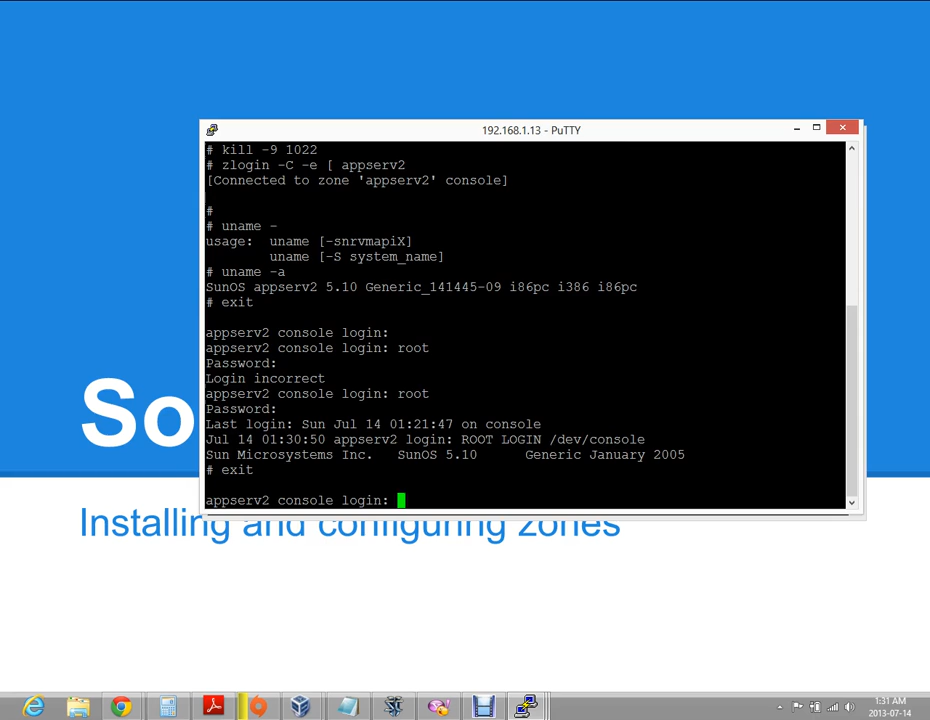 192.168.1.13 - PuTTY
# kill -9 1022
# zlogin -C -e [ appserv2
[Connected to zone 'appserv2' console]
#
# uname -
usage:  uname [-snrvmapiX]
        uname [-S system_name]
# uname -a
SunOS appserv2 5.10 Generic_141445-09 i86pc i386 i86pc
# exit
appserv2 console login:
appserv2 console login: root
Password:
Login incorrect
appserv2 console login: root
Password:
Last login: Sun Jul 14 01:21:47 on console
Jul 14 01:30:50 appserv2 login: ROOT LOGIN /dev/console
Sun Microsystems Inc.   SunOS 5.10      Generic January 2005
# exit
appserv2 console login:
So
Installing and configuring zones
1:31 AM
2013-07-14